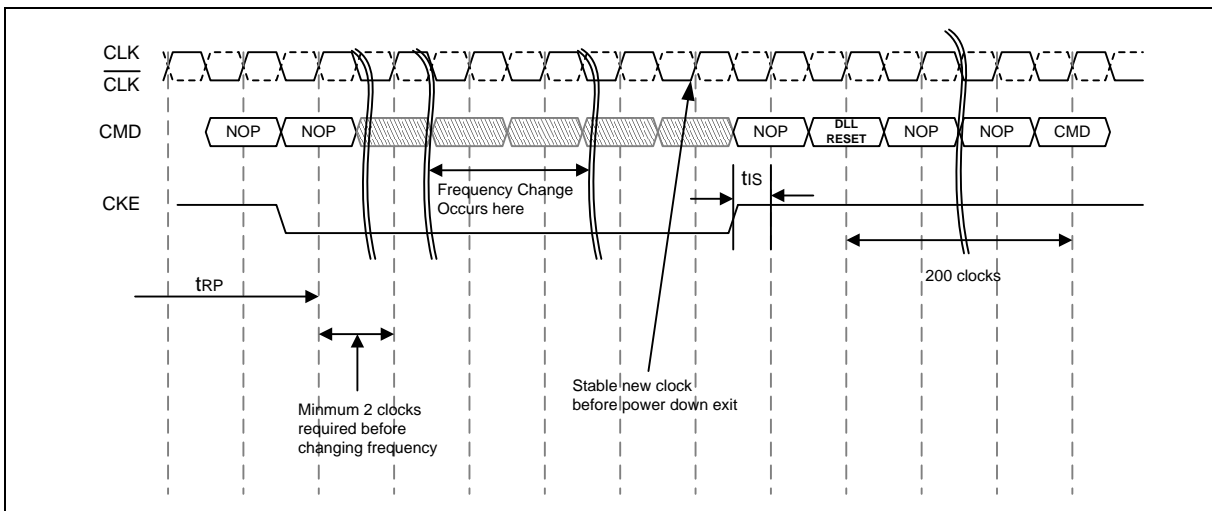 CLK
CLK
CMD
NOP
NOP
NOP
DLL
RESET
NOP
NOP
CMD
Frequency Change
Occurs here
tIS
CKE
200 clocks
tRP
Stable new clock
before power down exit
Minmum 2 clocks
required before
changing frequency